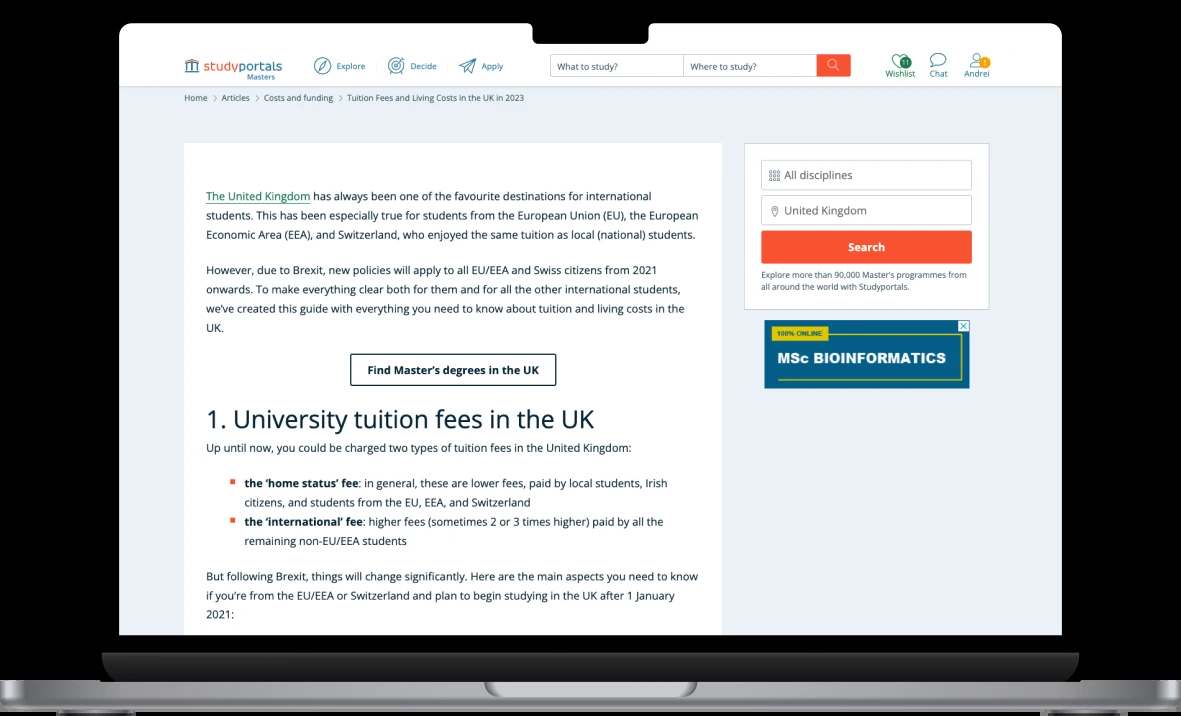 studyportals
Masters
Explore
Decide
Apply
What to study?
Where to study?
11
Wishlist
Chat
!
Andrei
Home > Articles > Costs and funding > Tuition Fees and Living Costs in the UK in 2023
The United Kingdom has always been one of the favourite destinations for international
students. This has been especially true for students from the European Union (EU), the European
Economic Area (EEA), and Switzerland, who enjoyed the same tuition as local (national) students.
However, due to Brexit, new policies will apply to all EU/EEA and Swiss citizens from 2021
onwards. To make everything clear both for them and for all the other international students,
we’ve created this guide with everything you need to know about tuition and living costs in the
UK.
Find Master’s degrees in the UK
1. University tuition fees in the UK
Up until now, you could be charged two types of tuition fees in the United Kingdom:
the ‘home status’ fee: in general, these are lower fees, paid by local students, Irish
citizens, and students from the EU, EEA, and Switzerland
the ‘international’ fee: higher fees (sometimes 2 or 3 times higher) paid by all the
remaining non-EU/EEA students
But following Brexit, things will change significantly. Here are the main aspects you need to know
if you’re from the EU/EEA or Switzerland and plan to begin studying in the UK after 1 January
2021:
All disciplines
United Kingdom
Search
Explore more than 90,000 Master's programmes from
all around the world with Studyportals.
100% ONLINE
MSc BIOINFORMATICS